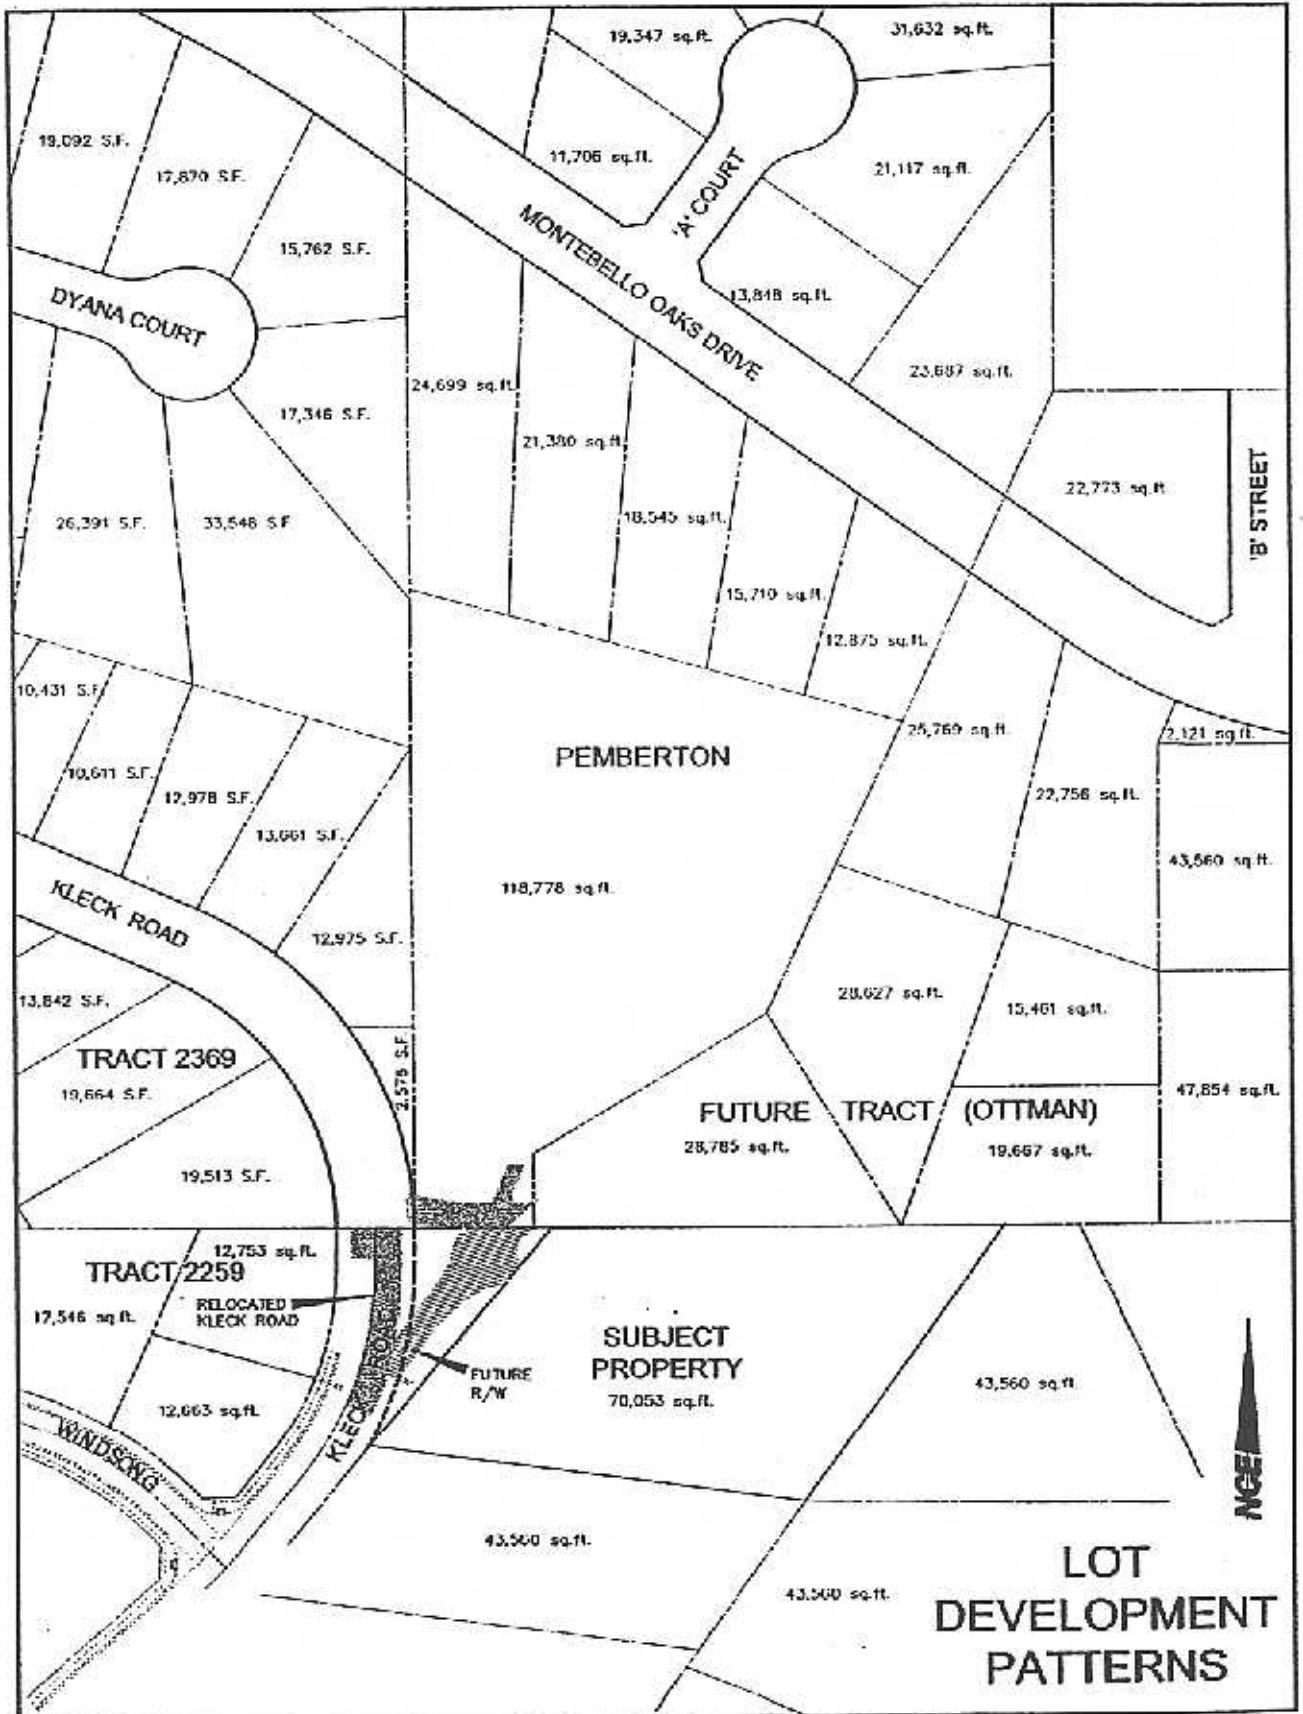 19,347 sq.ft.
31,632 sq.ft.
19,092 S.F.
17,870 S.F.
11,706 sq.ft.
'A' COURT
21,117 sq.ft.
15,762 S.F.
MONTEBELLO OAKS DRIVE
DYANA COURT
13,848 sq.ft.
24,699 sq.ft.
23,687 sq.ft.
17,346 S.F.
21,380 sq.ft.
22,773 sq.ft.
'B' STREET
26,391 S.F.
33,548 S.F
18,545 sq.ft.
15,710 sq.ft.
12,875 sq.ft.
10,431 S.F.
25,769 sq.ft.
2,121 sq.ft.
PEMBERTON
10,611 S.F.
12,978 S.F.
22,756 sq.ft.
13,661 S.F.
43,560 sq.ft.
118,778 sq.ft.
KLECK ROAD
12,975 S.F.
13,842 S.F.
28,627 sq.ft.
15,461 sq.ft.
TRACT 2369
2,576 S.F.
19,664 S.F.
47,854 sq.ft.
FUTURE TRACT (OTTMAN)
28,785 sq.ft.
19,667 sq.ft.
19,513 S.F.
12,753 sq.ft.
TRACT 2259
17,546 sq ft.
RELOCATED
KLECK ROAD
SUBJECT
PROPERTY
70,053 sq.ft.
FUTURE
R/W
43,560 sq.ft.
12,663 sq.ft.
KLECK ROAD
WINDSONG
NCE
43,560 sq.ft.
43,560 sq.ft.
LOT
DEVELOPMENT
PATTERNS